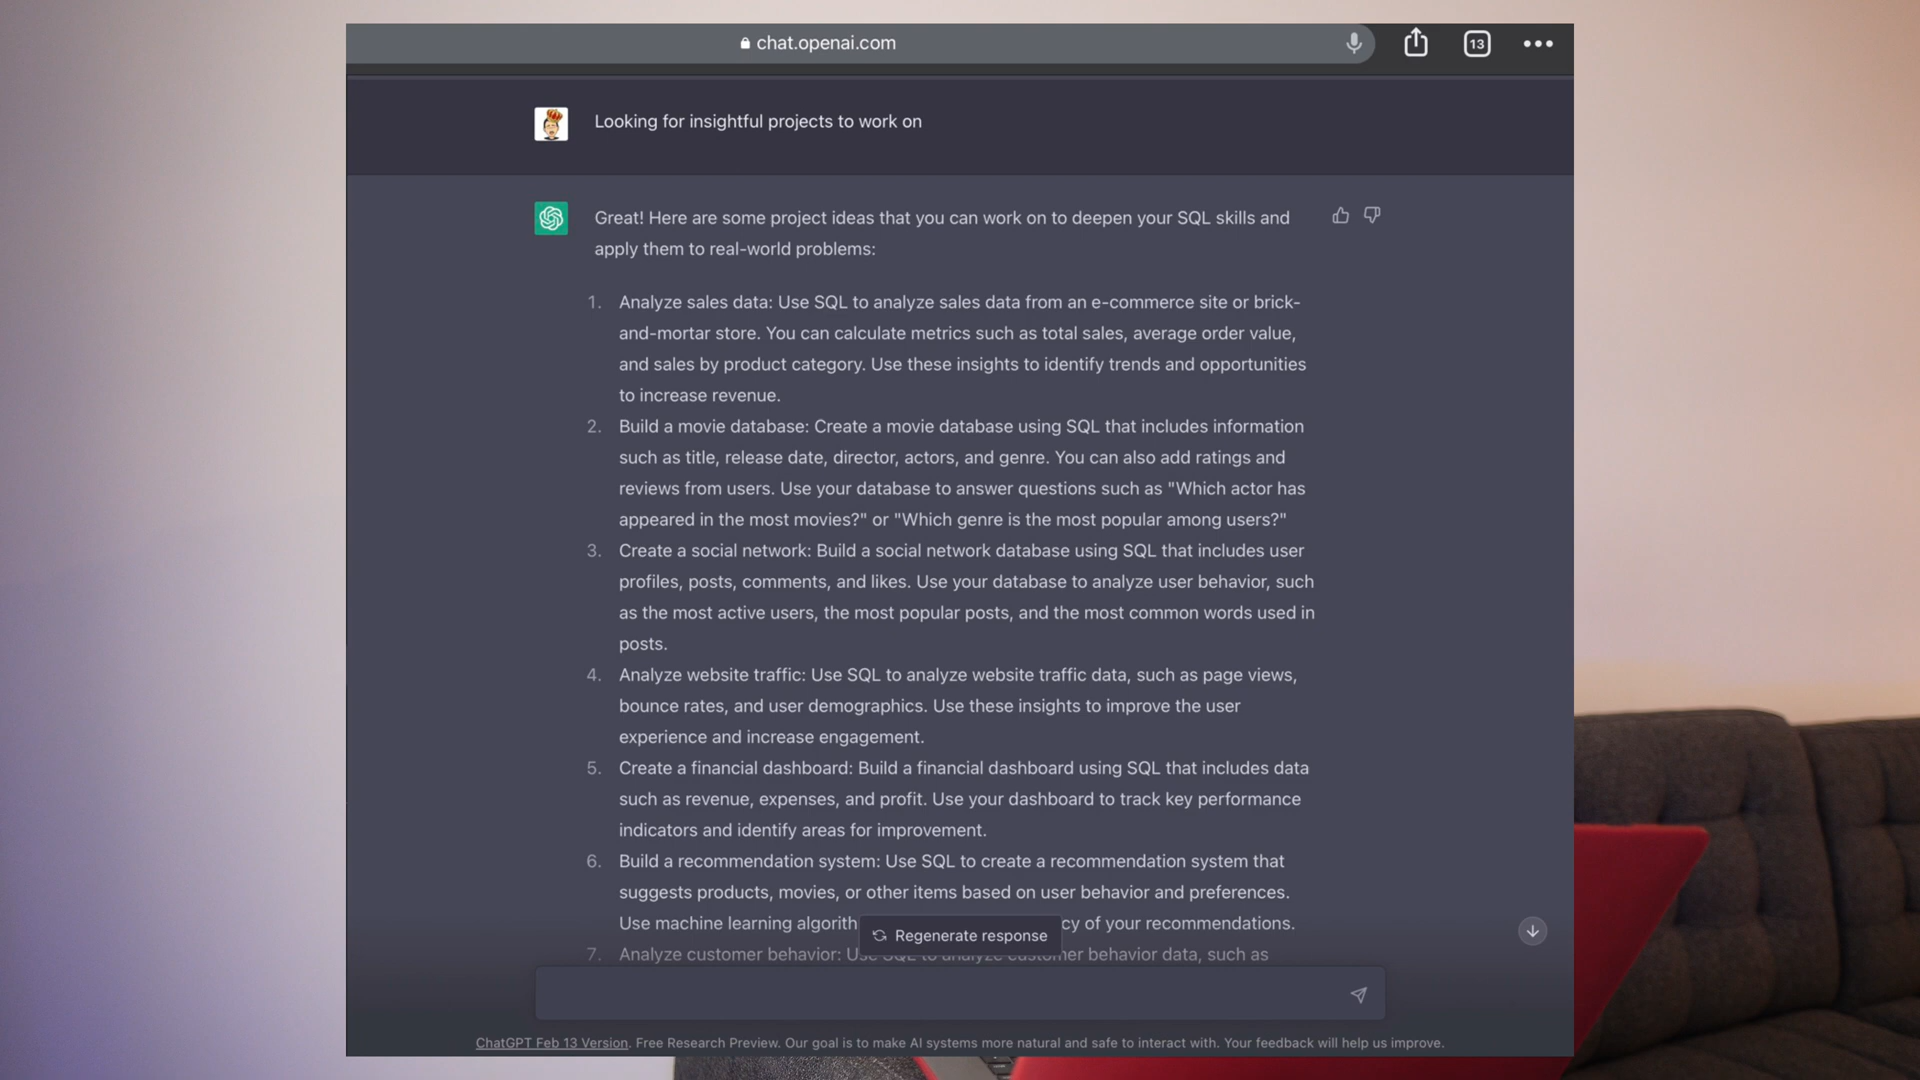 chat.openai.com
13
Looking for insightful projects to work on
Great! Here are some project ideas that you can work on to deepen your SQL skills and
apply them to real-world problems:
1. Analyze sales data: Use SQL to analyze sales data from an e-commerce site or brick-
and-mortar store. You can calculate metrics such as total sales, average order value,
and sales by product category. Use these insights to identify trends and opportunities
to increase revenue.
2. Build a movie database: Create a movie database using SQL that includes information
such as title, release date, director, actors, and genre. You can also add ratings and
reviews from users. Use your database to answer questions such as "Which actor has
appeared in the most movies?" or "Which genre is the most popular among users?"
3. Create a social network: Build a social network database using SQL that includes user
profiles, posts, comments, and likes. Use your database to analyze user behavior, such
as the most active users, the most popular posts, and the most common words used in
posts.
4. Analyze website traffic: Use SQL to analyze website traffic data, such as page views,
bounce rates, and user demographics. Use these insights to improve the user
experience and increase engagement.
5. Create a financial dashboard: Build a financial dashboard using SQL that includes data
such as revenue, expenses, and profit. Use your dashboard to track key performance
indicators and identify areas for improvement.
6. Build a recommendation system: Use SQL to create a recommendation system that
suggests products, movies, or other items based on user behavior and preferences.
Use machine learning algorith cy of your recommendations.
Regenerate response
7. Analyze customer behavior: Use SQL to analyze customer behavior data, such as
ChatGPT Feb 13 Version. Free Research Preview. Our goal is to make AI systems more natural and safe to interact with. Your feedback will help us improve.